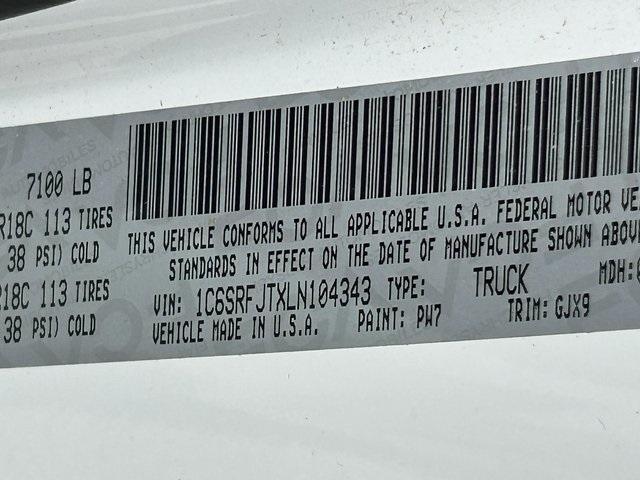 7100 LB
R18C 113 TIRES
38 PSI) COLD
R18C 113 TIRES
38 PSI) COLD
THIS VEHICLE CONFORMS TO ALL APPLICABLE U.S.A. FEDERAL MOTOR VE
STANDARDS IN EFFECT ON THE DATE OF MANUFACTURE SHOWN ABOVE
VIN: 1C6SRFJTXLN104343 TYPE: TRUCK MDH:
VEHICLE MADE IN U.S.A. PAINT: PW7 TRIM: GJX9